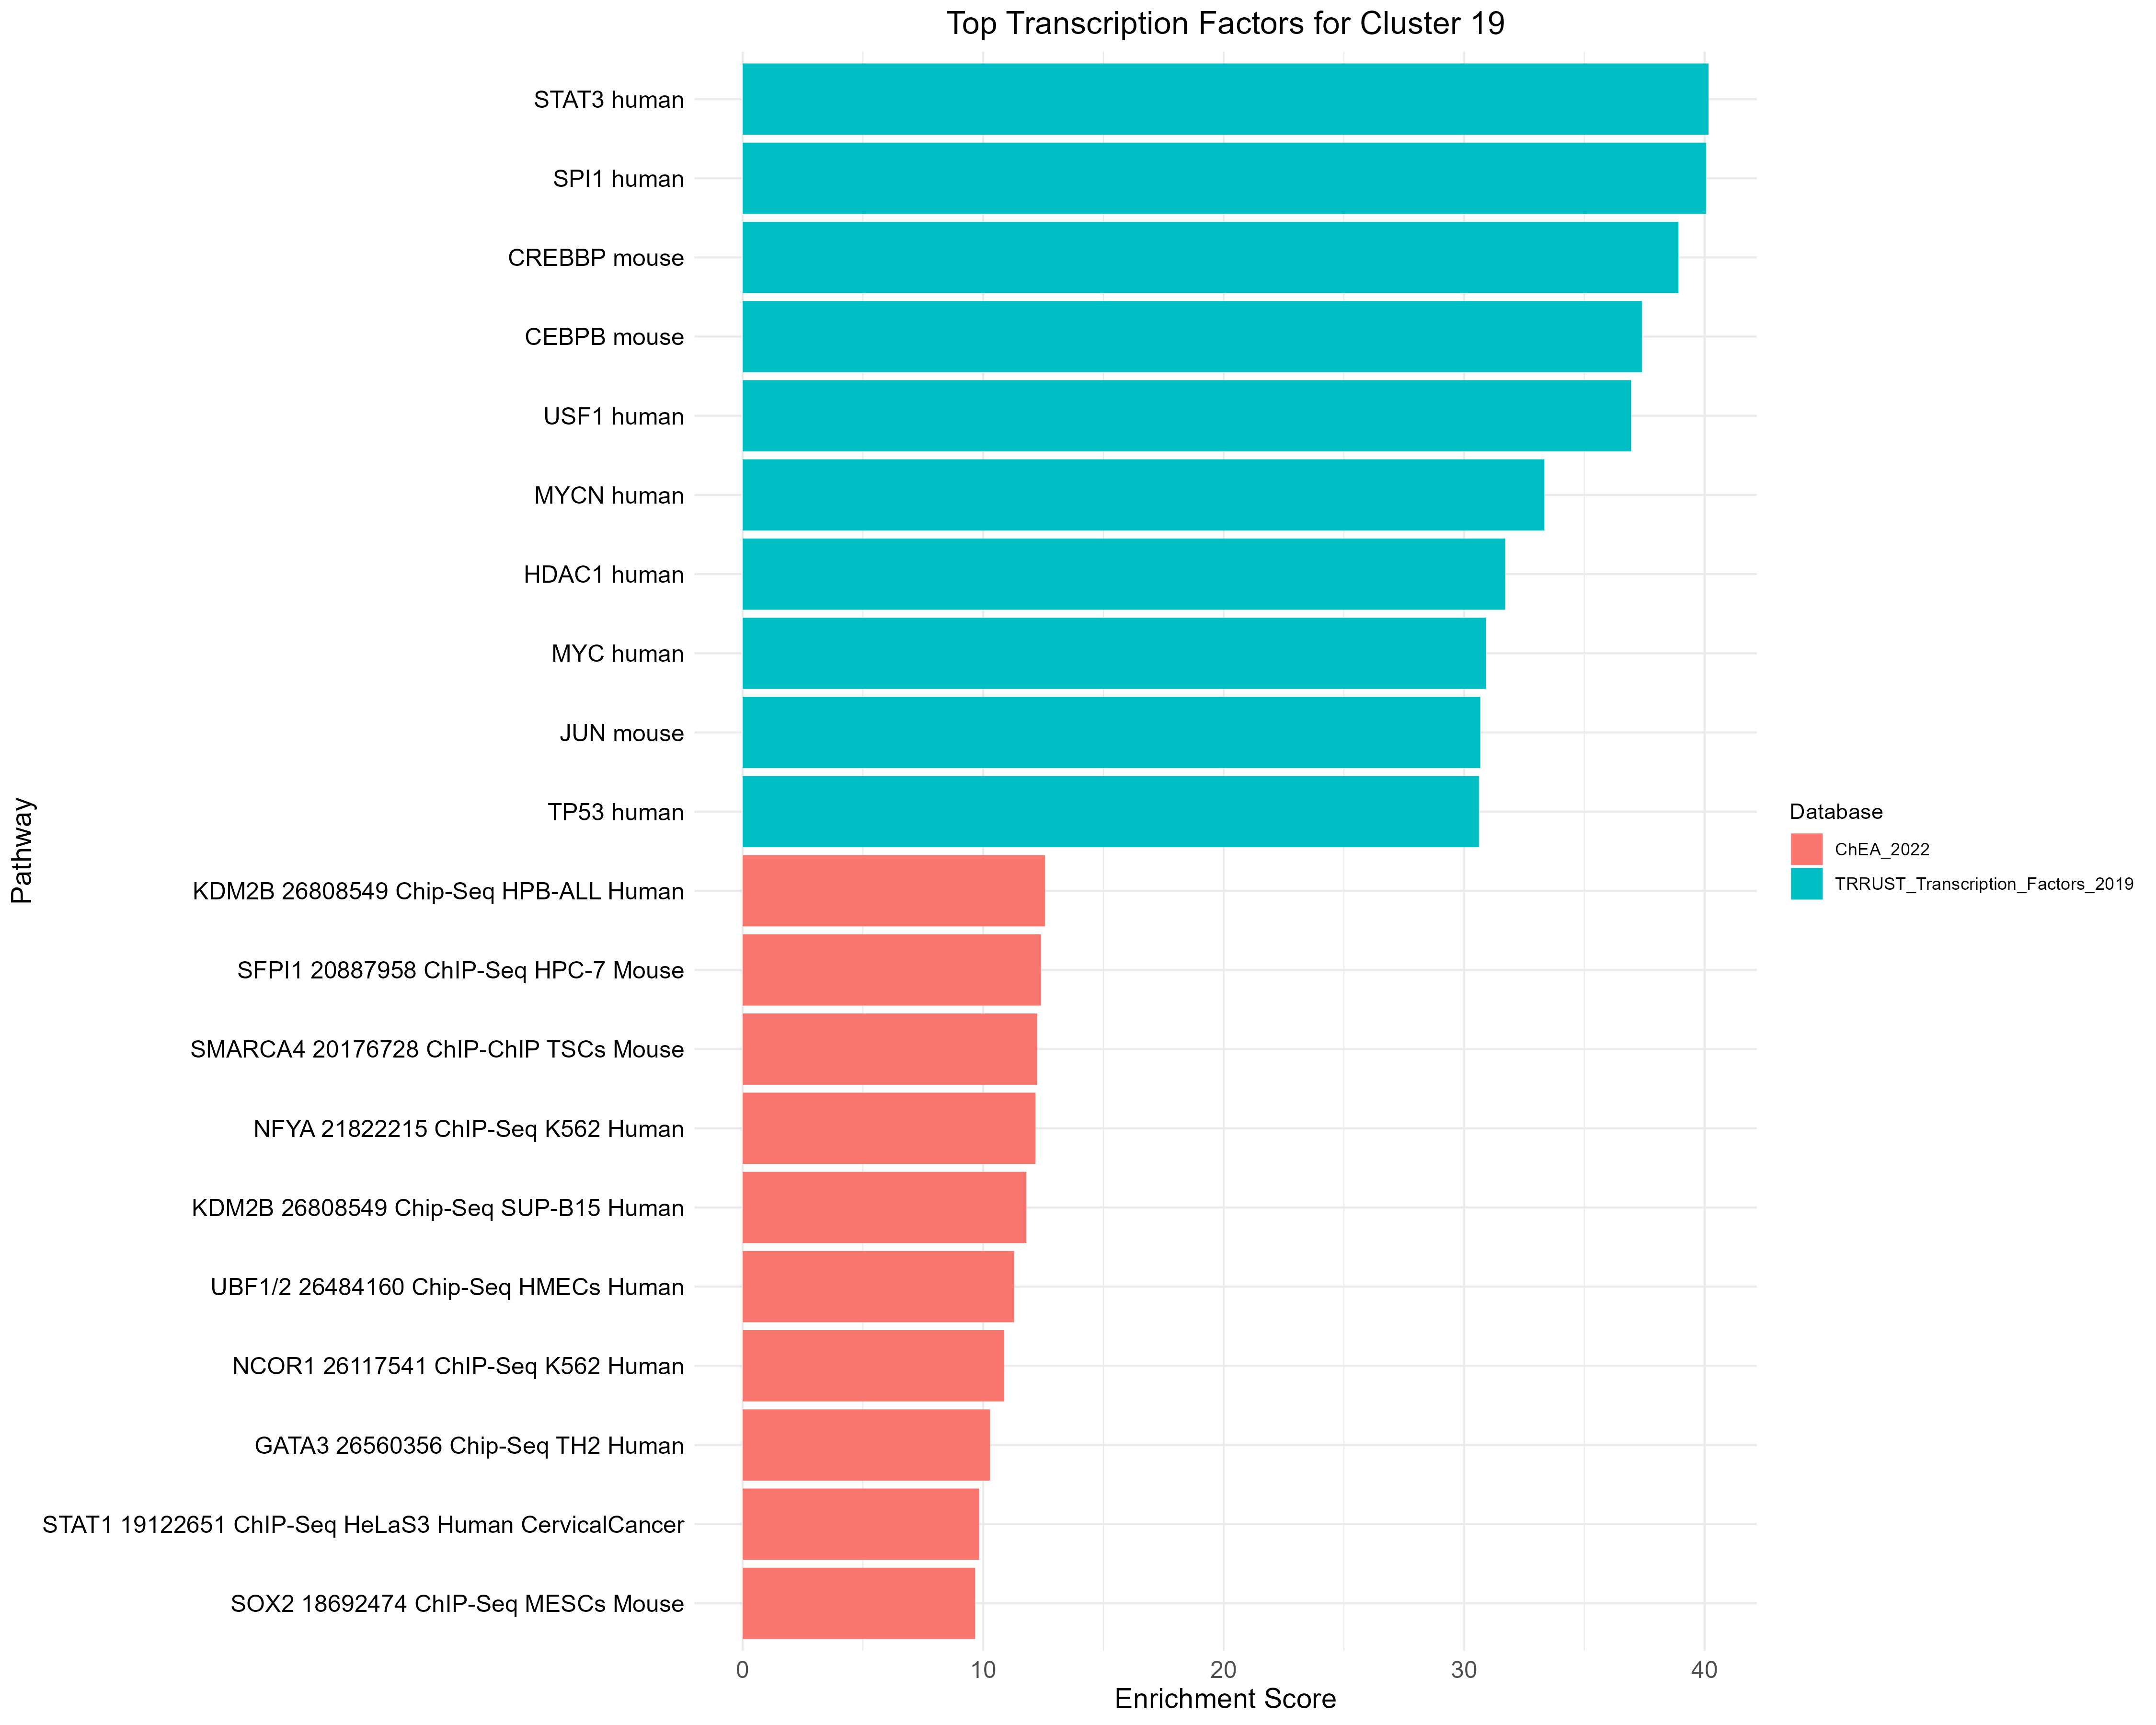 Top Transcription Factors for Cluster 19
STAT3 human
SPI1 human
CREBBP mouse
CEBPB mouse
USF1 human
MYCN human
HDAC1 human
MYC human
JUN mouse
TP53 human
KDM2B 26808549 Chip-Seq HPB-ALL Human
SFPI1 20887958 ChIP-Seq HPC-7 Mouse
SMARCA4 20176728 ChIP-ChIP TSCs Mouse
NFYA 21822215 ChIP-Seq K562 Human
KDM2B 26808549 Chip-Seq SUP-B15 Human
UBF1/2 26484160 Chip-Seq HMECs Human
NCOR1 26117541 ChIP-Seq K562 Human
GATA3 26560356 Chip-Seq TH2 Human
STAT1 19122651 ChIP-Seq HeLaS3 Human CervicalCancer
SOX2 18692474 ChIP-Seq MESCs Mouse
Pathway
0 10 20 30 40
Enrichment Score
Database
ChEA_2022
TRRUST_Transcription_Factors_2019